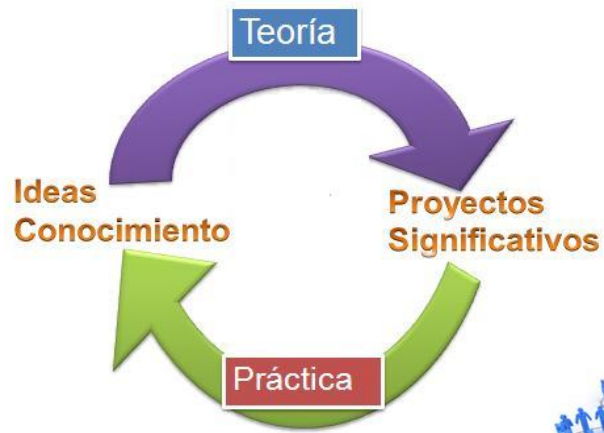 Teoría
Ideas
Conocimiento
Proyectos
Significativos
Práctica